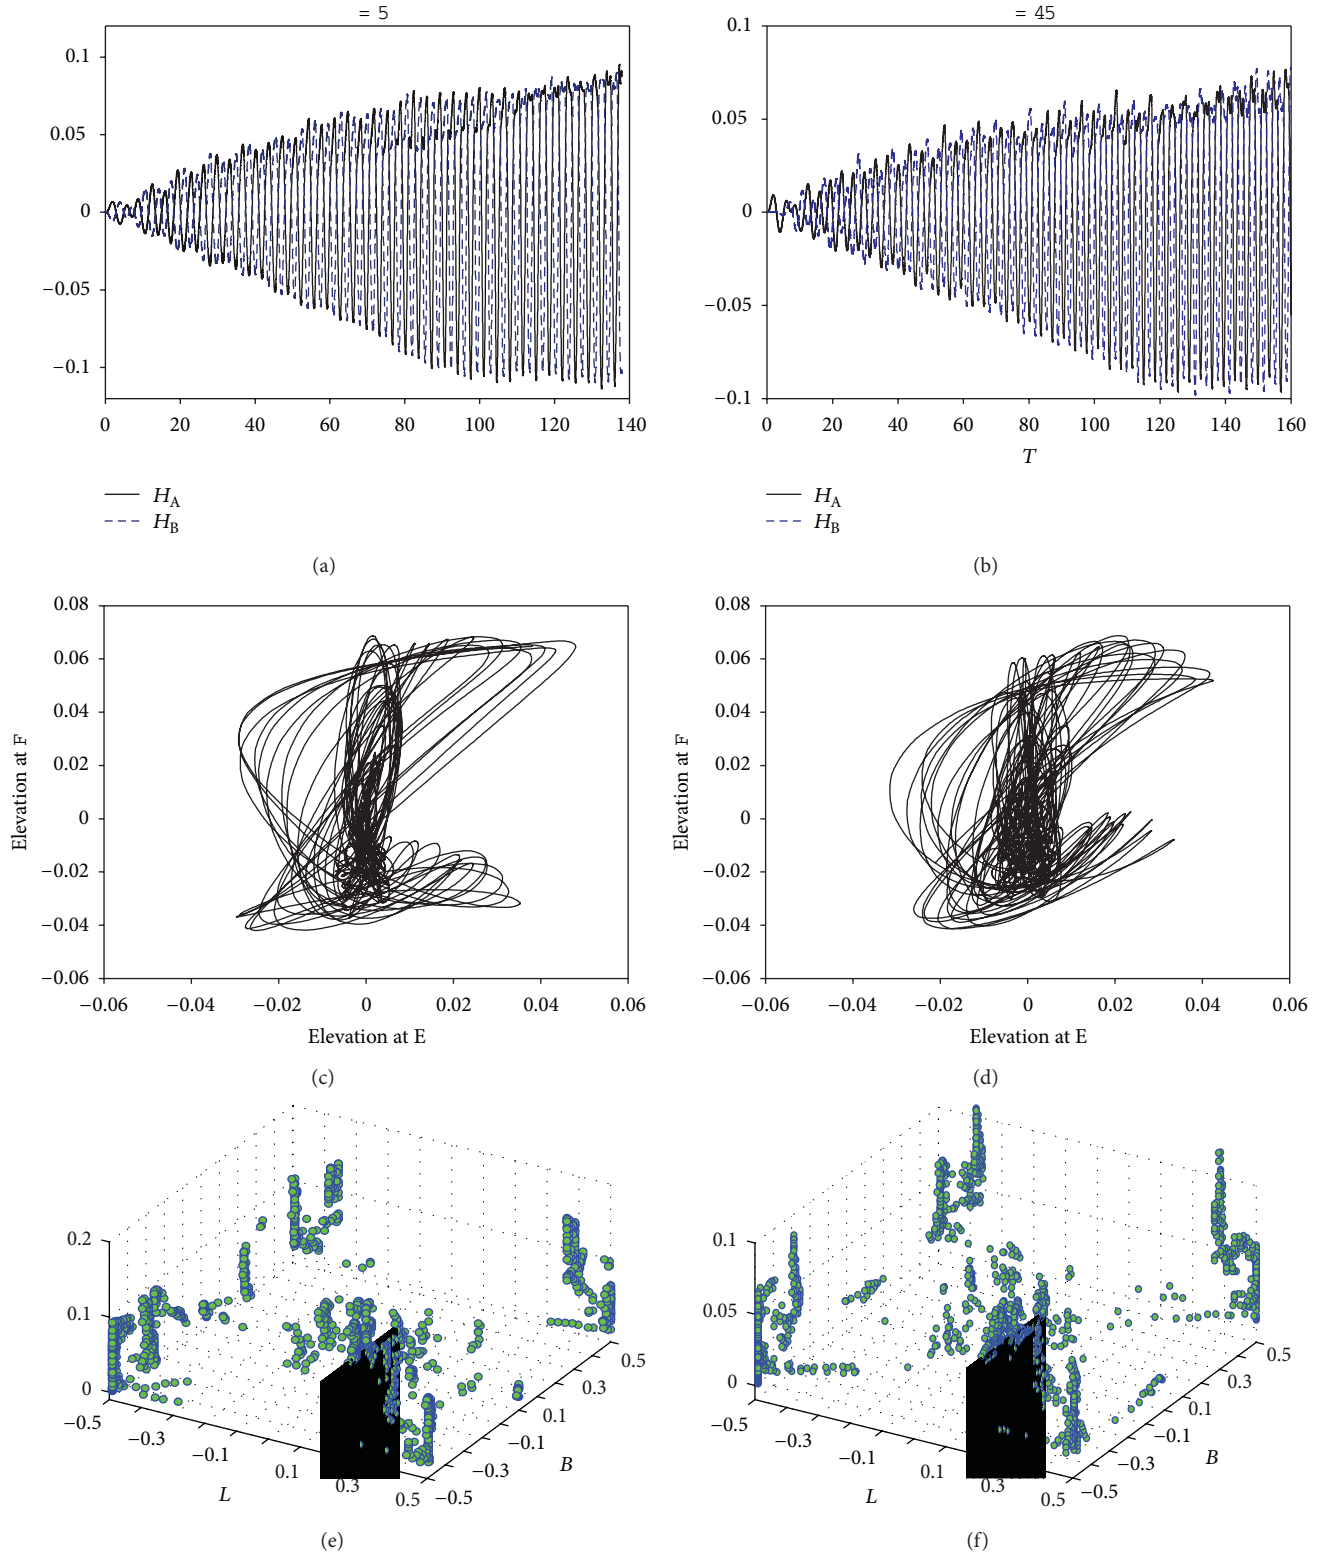 = 5
0.1
0.05
0
−0.05
−0.1
0 20 40 60 80 100 120 140
H_A
H_B
(a)
= 45
0.1
0.05
0
−0.05
−0.1
0 20 40 60 80 100 120 140 160
T
H_A
H_B
(b)
0.08
0.06
0.04
0.02
0
−0.02
−0.04
−0.06
Elevation at F
−0.06 −0.04 −0.02 0 0.02 0.04 0.06
Elevation at E
(c)
0.08
0.06
0.04
0.02
0
−0.02
−0.04
−0.06
Elevation at F
−0.06 −0.04 −0.02 0 0.02 0.04 0.06
Elevation at E
(d)
0.2
0.1
0
−0.5 −0.3 −0.1 0.1 0.3 0.5
L
−0.5 −0.3 −0.1 0.1 0.3 0.5
B
(e)
0.1
0.05
0
−0.5 −0.3 −0.1 0.1 0.3 0.5
L
−0.5 −0.3 −0.1 0.1 0.3 0.5
B
(f)